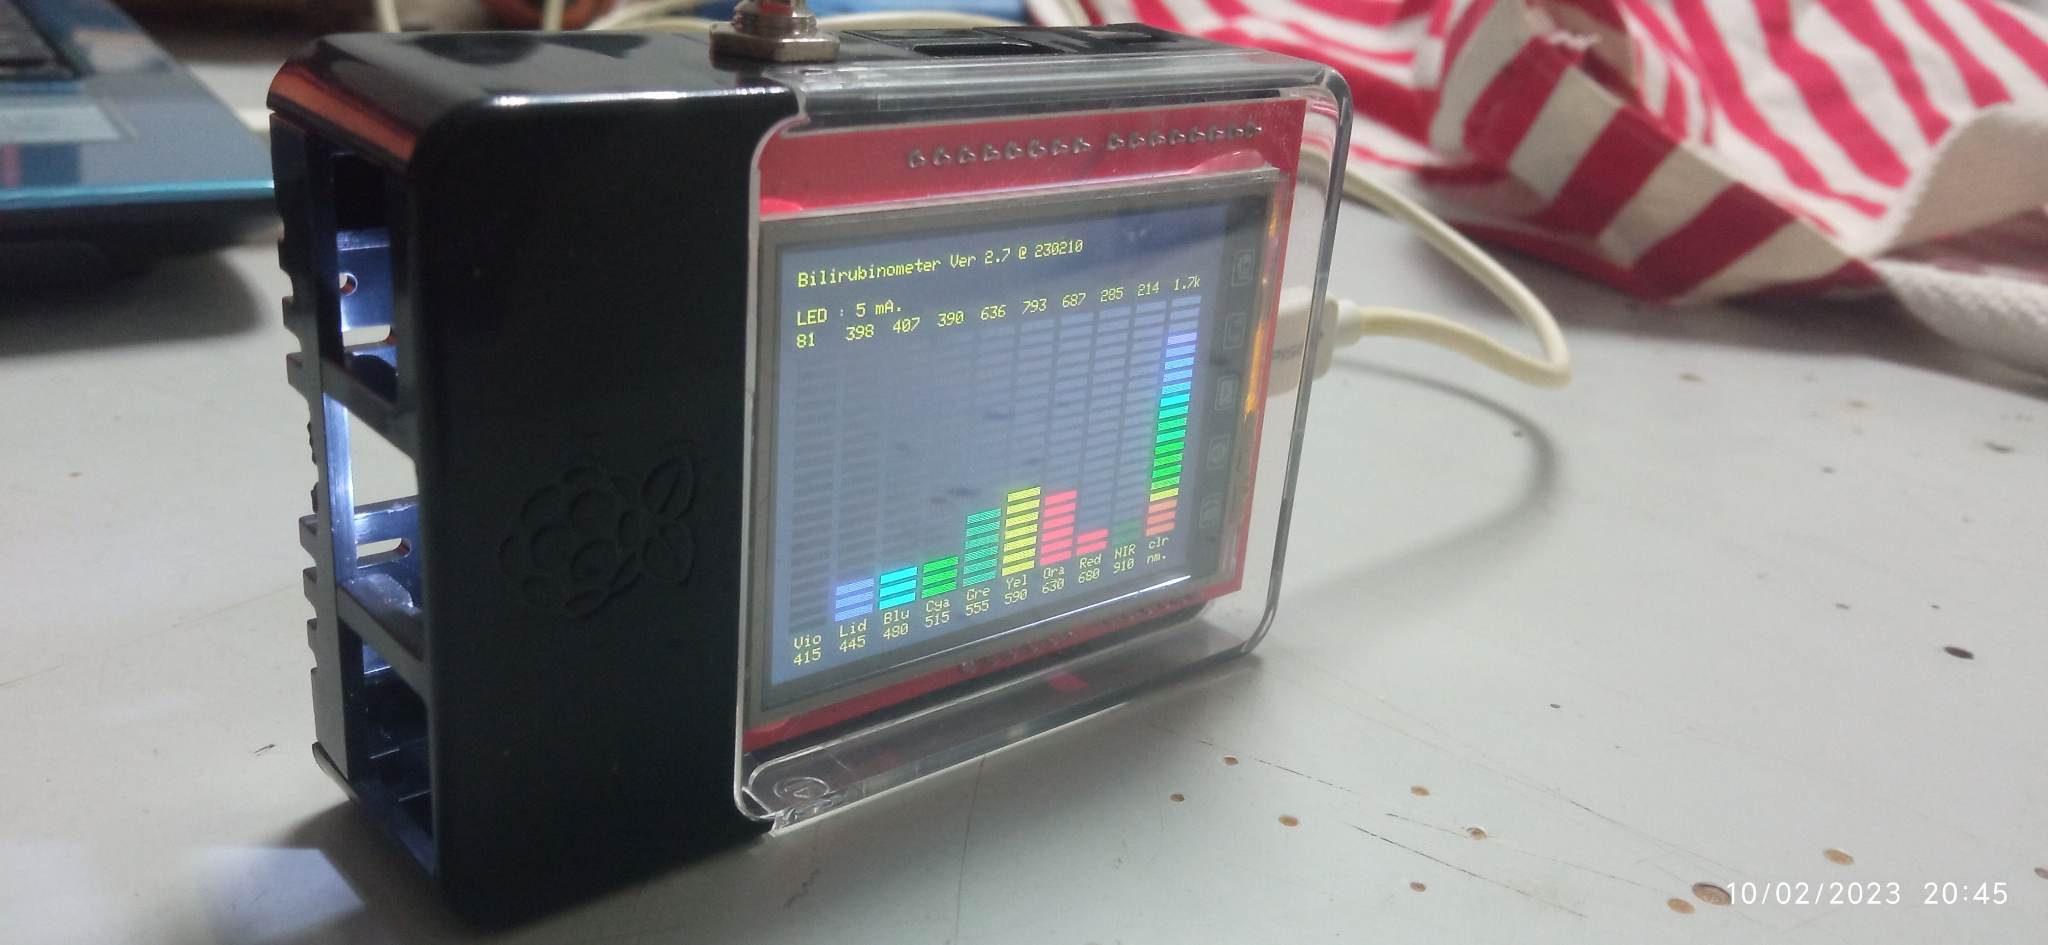 Bilirubinometer Ver 2.7 @ 230210
LED : 5 mA.
81 398 407 390 636 793 687 285 214 1.7k
Vio Lid Blu Cya Gre Yel Ora Red NIR clr
415 445 480 515 555 590 630 680 910 nm.
10/02/2023 20:45